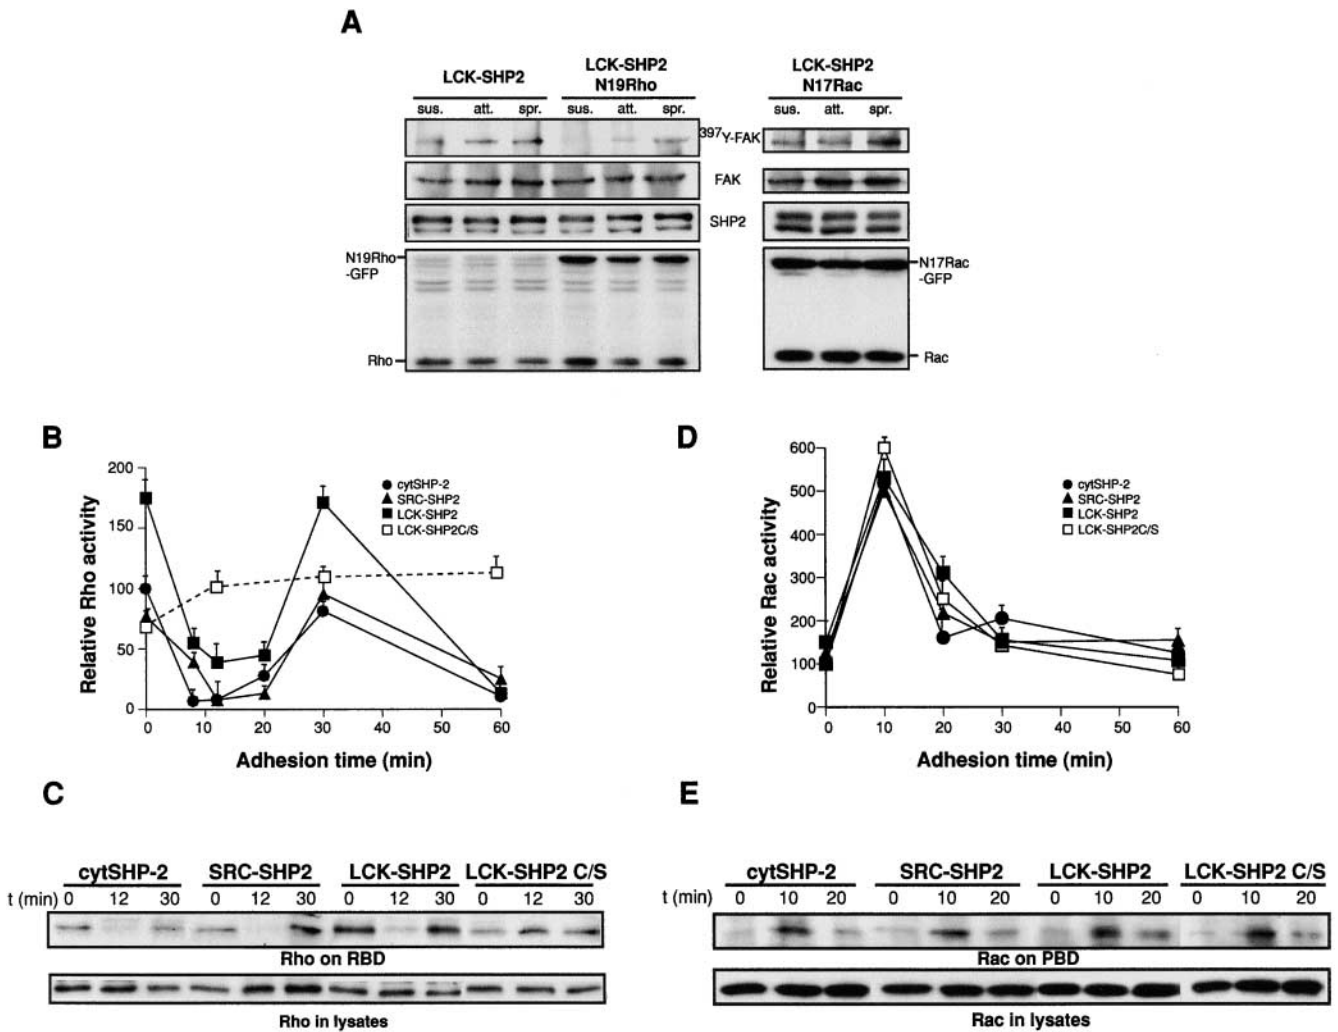 A
LCK-SHP2
LCK-SHP2
N19Rho
LCK-SHP2
N17Rac
sus. att. spr. sus. att. spr. sus. att. spr.
397Y-FAK
FAK
SHP2
N19Rho
-GFP
N17Rac
-GFP
Rho
Rac
B
200
150
100
50
0
Relative Rho activity
cytSHP-2
SRC-SHP2
LCK-SHP2
LCK-SHP2C/S
0 10 20 30 40 50 60
Adhesion time (min)
D
600
500
400
300
200
100
0
Relative Rac activity
cytSHP-2
SRC-SHP2
LCK-SHP2
LCK-SHP2C/S
0 10 20 30 40 50 60
Adhesion time (min)
C
cytSHP-2 SRC-SHP2 LCK-SHP2 LCK-SHP2 C/S
t (min) 0 12 30 0 12 30 0 12 30 0 12 30
Rho on RBD
Rho in lysates
E
cytSHP-2 SRC-SHP2 LCK-SHP2 LCK-SHP2 C/S
t (min) 0 10 20 0 10 20 0 10 20 0 10 20
Rac on PBD
Rac in lysates